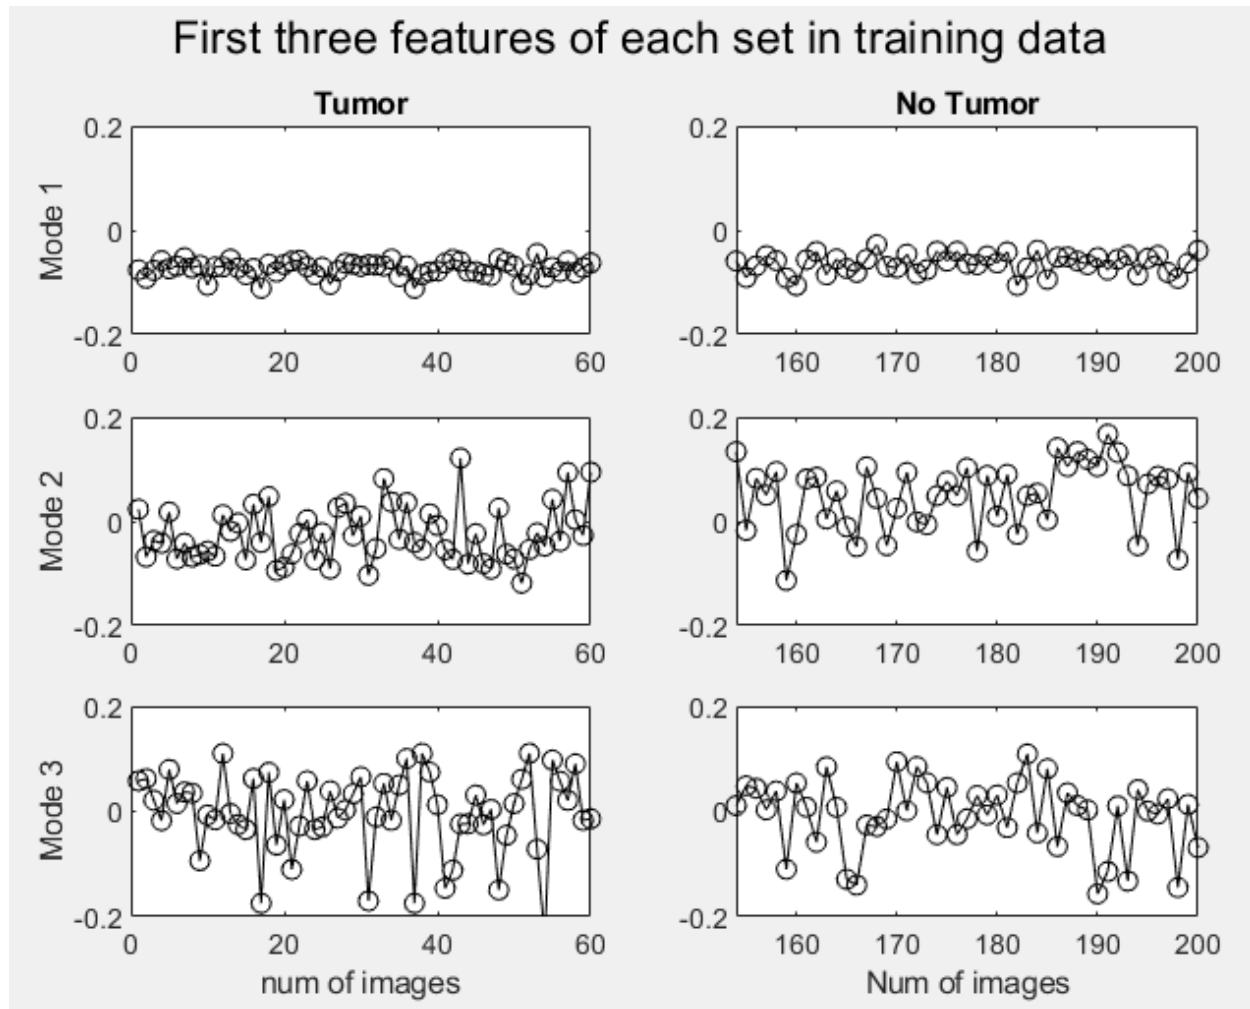 First three features of each set in training data
Tumor
No Tumor
Mode 1
0.2
0
-0.2
0 20 40 60
0.2
0
-0.2
160 170 180 190 200
Mode 2
0.2
0
-0.2
0 20 40 60
0.2
0
-0.2
160 170 180 190 200
Mode 3
0.2
0
-0.2
0 20 40 60
num of images
0.2
0
-0.2
160 170 180 190 200
Num of images